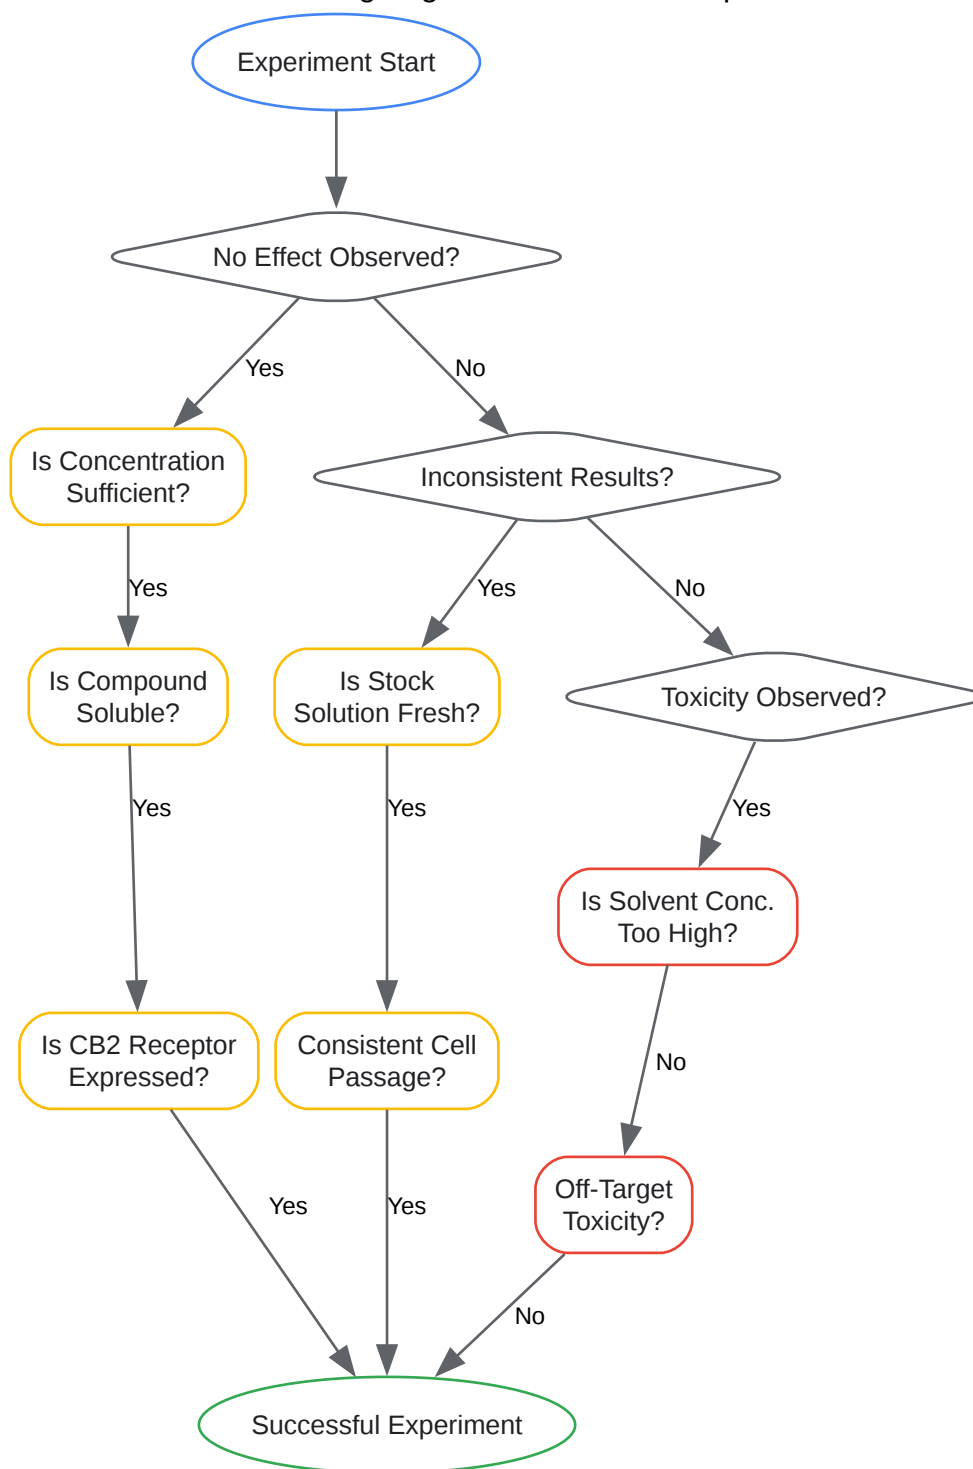 Experiment Start
No Effect Observed?
Yes
No
Is Concentration
Sufficient?
Inconsistent Results?
Yes
Yes
No
Is Compound
Soluble?
Is Stock
Solution Fresh?
Toxicity Observed?
Yes
Yes
Yes
Is Solvent Conc.
Too High?
Is CB2 Receptor
Expressed?
Consistent Cell
Passage?
No
Off-Target
Toxicity?
Yes
Yes
No
Successful Experiment